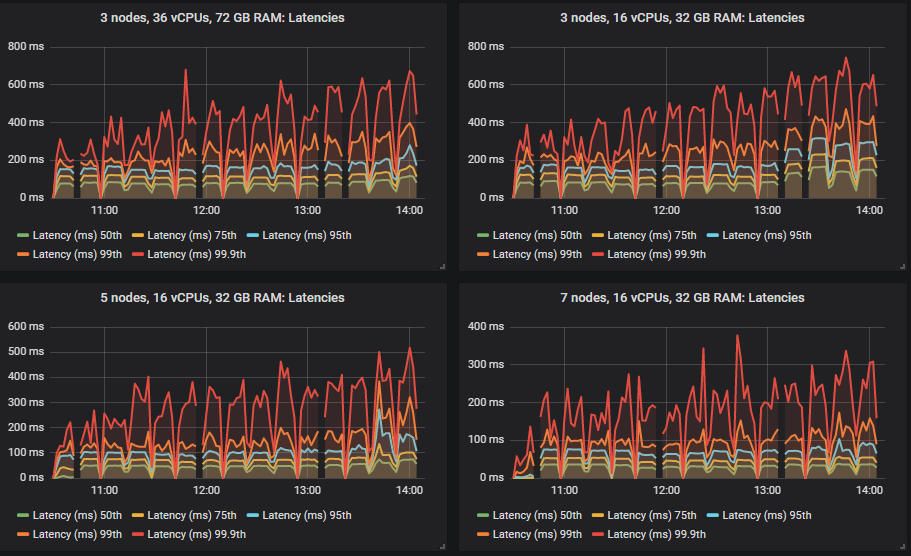 3 nodes, 36 vCPUs, 72 GB RAM: Latencies
800 ms
600 ms
400 ms
200 ms
0 ms
11:00 12:00 13:00 14:00
Latency (ms) 50th Latency (ms) 75th Latency (ms) 95th
Latency (ms) 99th Latency (ms) 99.9th
3 nodes, 16 vCPUs, 32 GB RAM: Latencies
800 ms
600 ms
400 ms
200 ms
0 ms
11:00 12:00 13:00 14:00
Latency (ms) 50th Latency (ms) 75th Latency (ms) 95th
Latency (ms) 99th Latency (ms) 99.9th
5 nodes, 16 vCPUs, 32 GB RAM: Latencies
600 ms
500 ms
400 ms
300 ms
200 ms
100 ms
0 ms
11:00 12:00 13:00 14:00
Latency (ms) 50th Latency (ms) 75th Latency (ms) 95th
Latency (ms) 99th Latency (ms) 99.9th
7 nodes, 16 vCPUs, 32 GB RAM: Latencies
400 ms
300 ms
200 ms
100 ms
0 ms
11:00 12:00 13:00 14:00
Latency (ms) 50th Latency (ms) 75th Latency (ms) 95th
Latency (ms) 99th Latency (ms) 99.9th